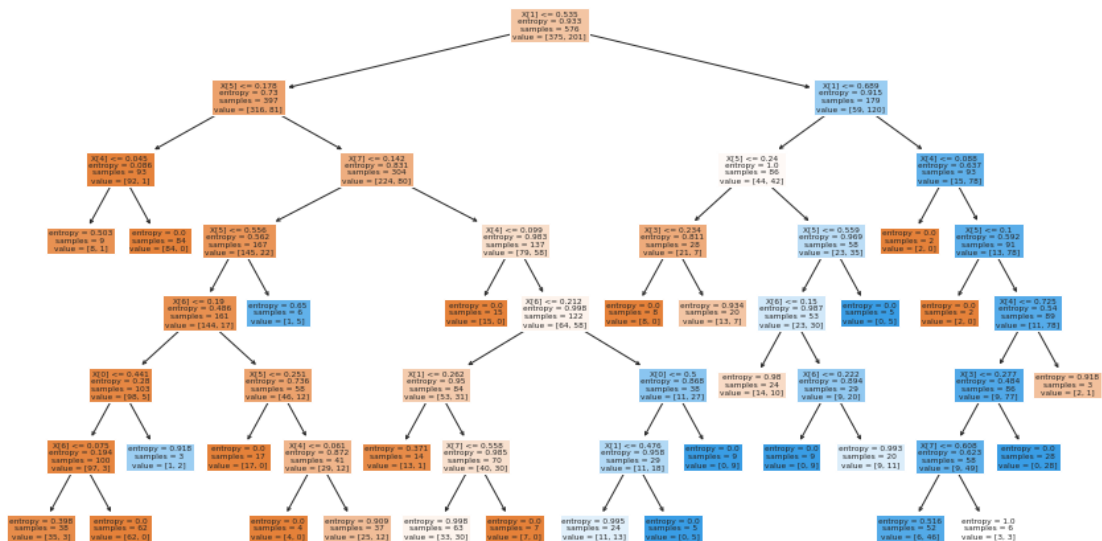 X[1] <= 0.535
entropy = 0.933
samples = 576
value = [375, 201]
X[5] <= 0.178
entropy = 0.73
samples = 397
value = [316, 81]
X[1] <= 0.689
entropy = 0.915
samples = 179
value = [59, 120]
X[4] <= 0.045
entropy = 0.086
samples = 93
value = [92, 1]
X[7] <= 0.142
entropy = 0.831
samples = 304
value = [224, 80]
X[5] <= 0.24
entropy = 1.0
samples = 86
value = [44, 42]
X[4] <= 0.088
entropy = 0.637
samples = 93
value = [15, 78]
entropy = 0.503
samples = 9
value = [8, 1]
entropy = 0.0
samples = 84
value = [84, 0]
X[5] <= 0.556
entropy = 0.562
samples = 167
value = [145, 22]
X[4] <= 0.099
entropy = 0.983
samples = 137
value = [79, 58]
X[3] <= 0.234
entropy = 0.811
samples = 28
value = [21, 7]
X[5] <= 0.559
entropy = 0.969
samples = 58
value = [23, 35]
entropy = 0.0
samples = 2
value = [2, 0]
X[5] <= 0.1
entropy = 0.592
samples = 91
value = [13, 78]
X[6] <= 0.19
entropy = 0.486
samples = 161
value = [144, 17]
entropy = 0.65
samples = 6
value = [1, 5]
entropy = 0.0
samples = 15
value = [15, 0]
X[6] <= 0.212
entropy = 0.998
samples = 122
value = [64, 58]
entropy = 0.0
samples = 8
value = [8, 0]
entropy = 0.934
samples = 20
value = [13, 7]
X[6] <= 0.15
entropy = 0.987
samples = 53
value = [23, 30]
entropy = 0.0
samples = 5
value = [0, 5]
entropy = 0.0
samples = 2
value = [2, 0]
X[4] <= 0.725
entropy = 0.54
samples = 89
value = [11, 78]
X[0] <= 0.441
entropy = 0.28
samples = 103
value = [98, 5]
X[5] <= 0.251
entropy = 0.736
samples = 58
value = [46, 12]
X[1] <= 0.262
entropy = 0.95
samples = 84
value = [53, 31]
X[0] <= 0.5
entropy = 0.868
samples = 38
value = [11, 27]
entropy = 0.98
samples = 24
value = [14, 10]
X[6] <= 0.222
entropy = 0.894
samples = 29
value = [9, 20]
X[3] <= 0.277
entropy = 0.484
samples = 86
value = [9, 77]
entropy = 0.918
samples = 3
value = [2, 1]
X[6] <= 0.075
entropy = 0.194
samples = 100
value = [97, 3]
entropy = 0.918
samples = 3
value = [1, 2]
entropy = 0.0
samples = 17
value = [17, 0]
X[4] <= 0.061
entropy = 0.872
samples = 41
value = [29, 12]
entropy = 0.371
samples = 14
value = [13, 1]
X[7] <= 0.558
entropy = 0.985
samples = 70
value = [40, 30]
X[1] <= 0.476
entropy = 0.958
samples = 29
value = [11, 18]
entropy = 0.0
samples = 9
value = [0, 9]
entropy = 0.0
samples = 9
value = [0, 9]
entropy = 0.993
samples = 20
value = [9, 11]
X[7] <= 0.608
entropy = 0.623
samples = 58
value = [9, 49]
entropy = 0.0
samples = 28
value = [0, 28]
entropy = 0.398
samples = 38
value = [35, 3]
entropy = 0.0
samples = 62
value = [62, 0]
entropy = 0.0
samples = 4
value = [4, 0]
entropy = 0.909
samples = 37
value = [25, 12]
entropy = 0.998
samples = 63
value = [33, 30]
entropy = 0.0
samples = 7
value = [7, 0]
entropy = 0.995
samples = 24
value = [11, 13]
entropy = 0.0
samples = 5
value = [0, 5]
entropy = 0.516
samples = 52
value = [6, 46]
entropy = 1.0
samples = 6
value = [3, 3]